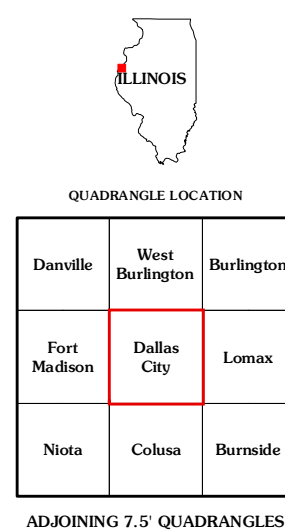 ILLINOIS
QUADRANGLE LOCATION
Danville
West
Burlington
Burlington
Fort
Madison
Dallas
City
Lomax
Niota
Colusa
Burnside
ADJOINING 7.5' QUADRANGLES